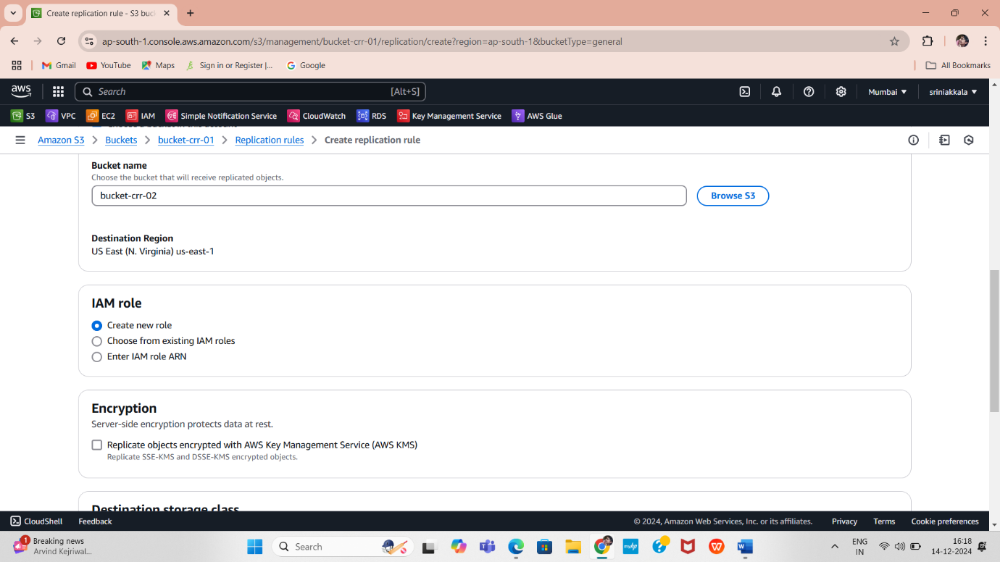 Create replication rule - S3 buc
ap-south-1.console.aws.amazon.com/s3/management/bucket-crr-01/replication/create?region=ap-south-1&bucketType=general
Gmail YouTube Maps Sign in or Register |... Google All Bookmarks
aws Search [Alt+S] Mumbai sriniakkala
S3 VPC EC2 IAM Simple Notification Service CloudWatch RDS Key Management Service AWS Glue
Amazon S3 > Buckets > bucket-crr-01 > Replication rules > Create replication rule
Bucket name
Choose the bucket that will receive replicated objects.
bucket-crr-02 Browse S3
Destination Region
US East (N. Virginia) us-east-1
IAM role
Create new role
Choose from existing IAM roles
Enter IAM role ARN
Encryption
Server-side encryption protects data at rest.
Replicate objects encrypted with AWS Key Management Service (AWS KMS)
Replicate SSE-KMS and DSSE-KMS encrypted objects.
Destination storage class
CloudShell Feedback © 2024, Amazon Web Services, Inc. or its affiliates. Privacy Terms Cookie preferences
1 Breaking news
Arvind Kejriwal...
Search
ENG
IN
16:18
14-12-2024